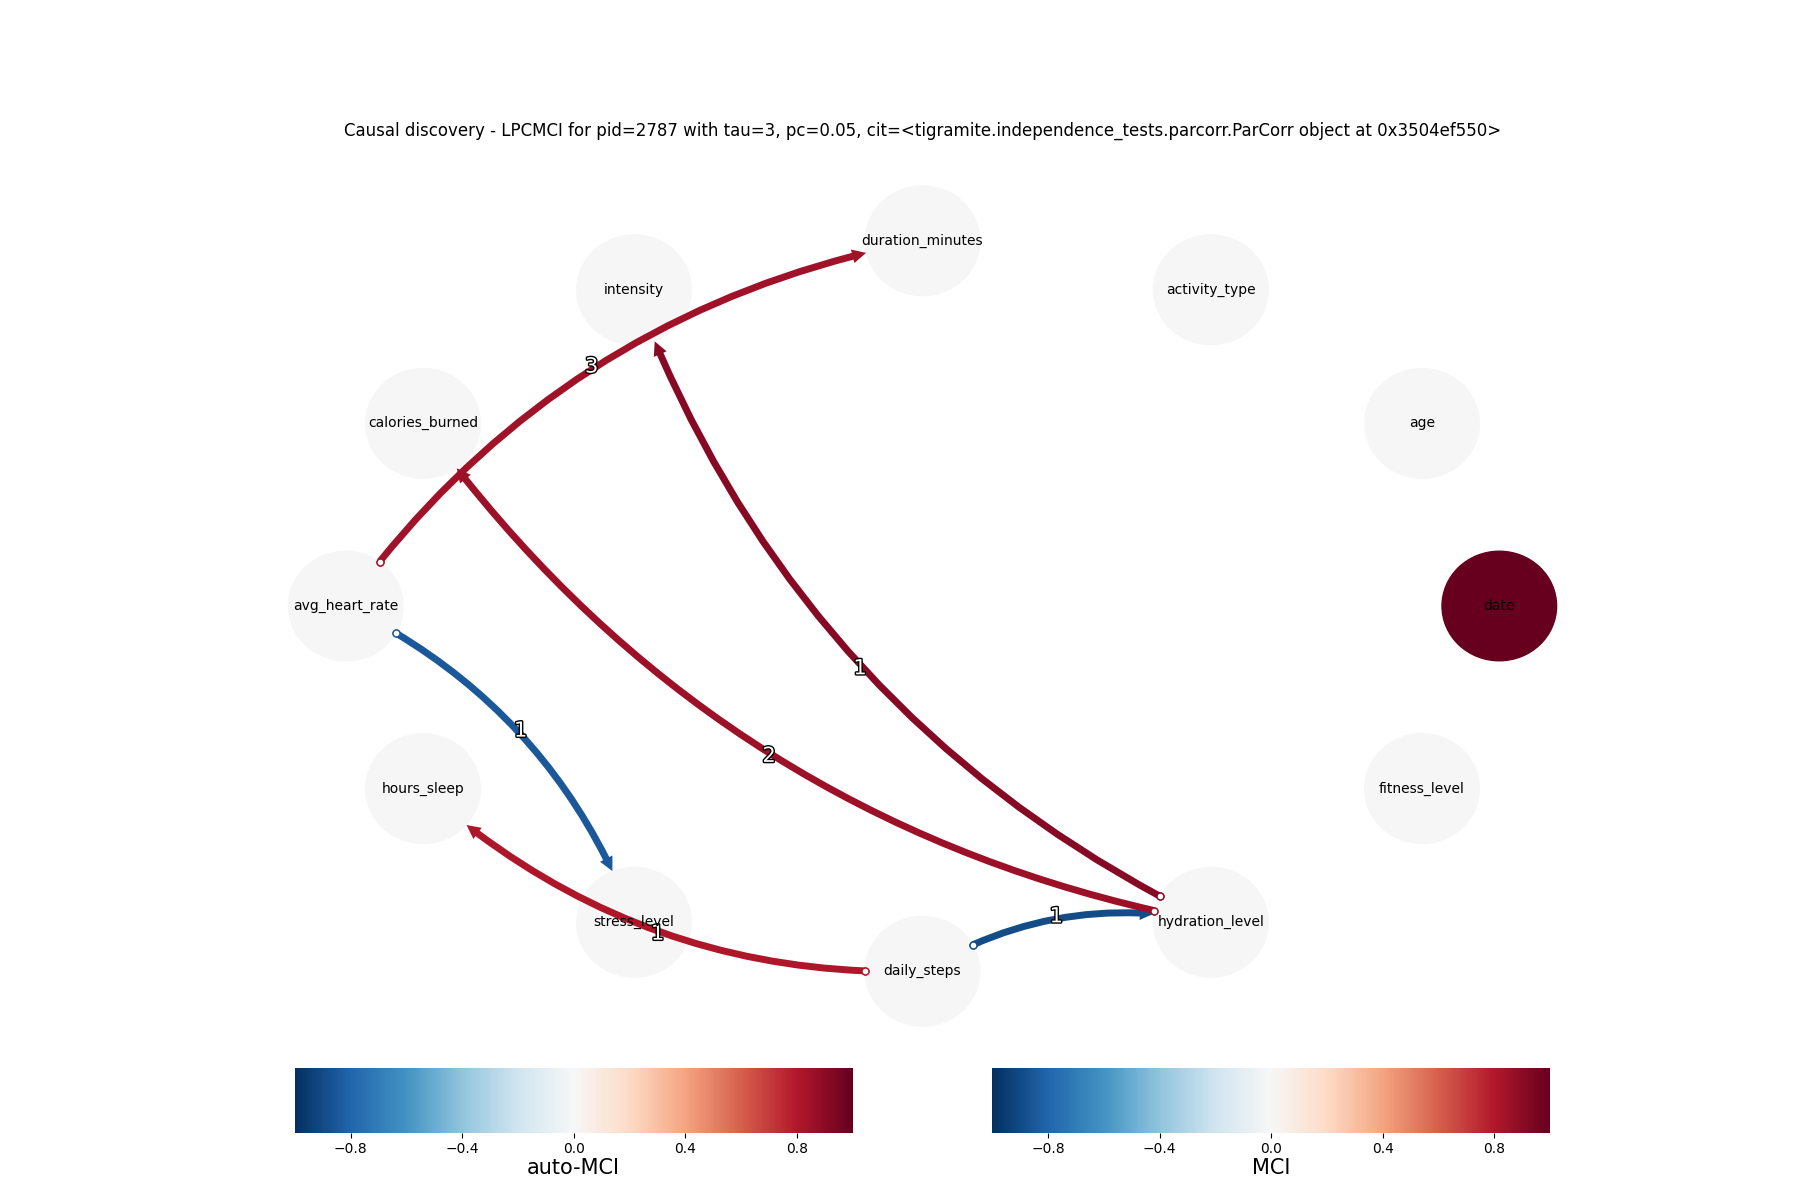 Causal discovery - LPCMCI for pid=2787 with tau=3, pc=0.05, cit=<tigramite.independence_tests.parcorr.ParCorr object at 0x3504ef550>
duration_minutes
intensity
activity_type
3
calories_burned
age
avg_heart_rate
date
1
1
2
hours_sleep
fitness_level
stress_level
1
1
hydration_level
daily_steps
−0.8 −0.4 0.0 0.4 0.8
auto-MCI
−0.8 −0.4 0.0 0.4 0.8
MCI